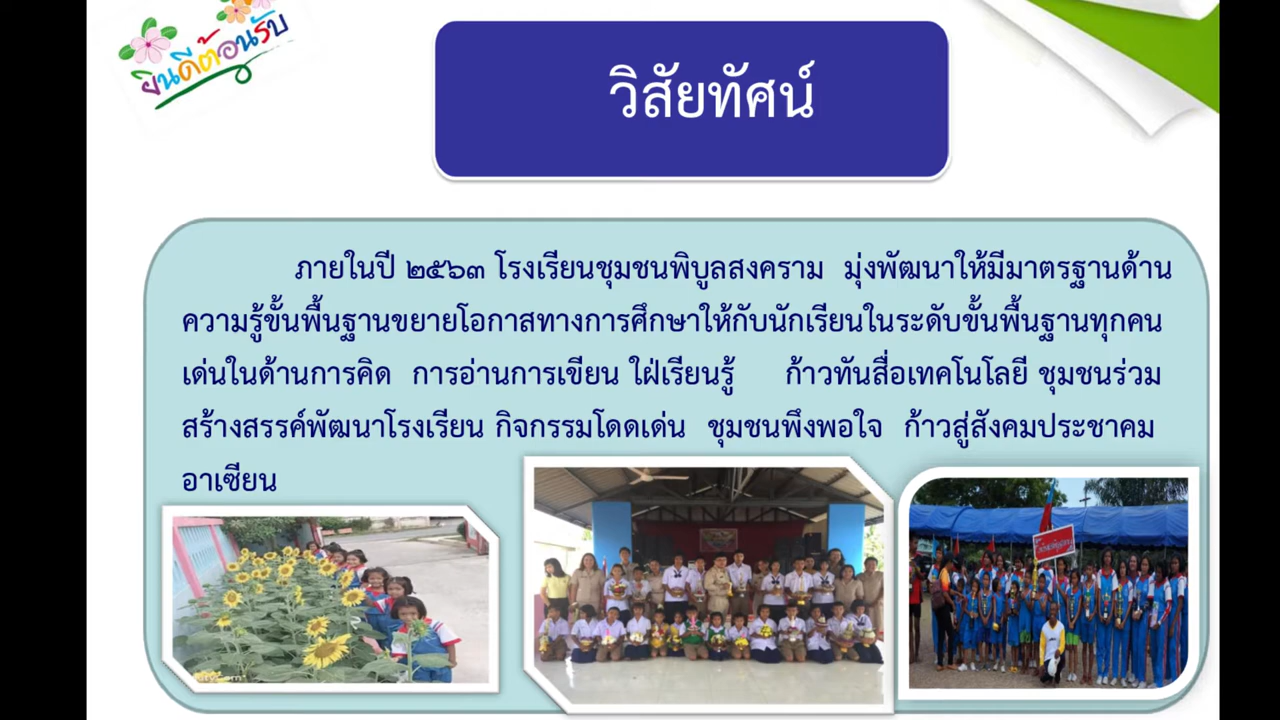 ยินดีต้อนรับ
วิสัยทัศน์
ภายในปี ๒๕๖๓ โรงเรียนชุมชนพิบูลสงคราม มุ่งพัฒนาให้มีมาตรฐานด้าน
ความรู้ขั้นพื้นฐานขยายโอกาสทางการศึกษาให้กับนักเรียนในระดับขั้นพื้นฐานทุกคน
เด่นในด้านการคิด การอ่านการเขียน ใฝ่เรียนรู้ ก้าวทันสื่อเทคโนโลยี ชุมชนร่วม
สร้างสรรค์พัฒนาโรงเรียน กิจกรรมโดดเด่น ชุมชนพึงพอใจ ก้าวสู่สังคมประชาคม
อาเซียน